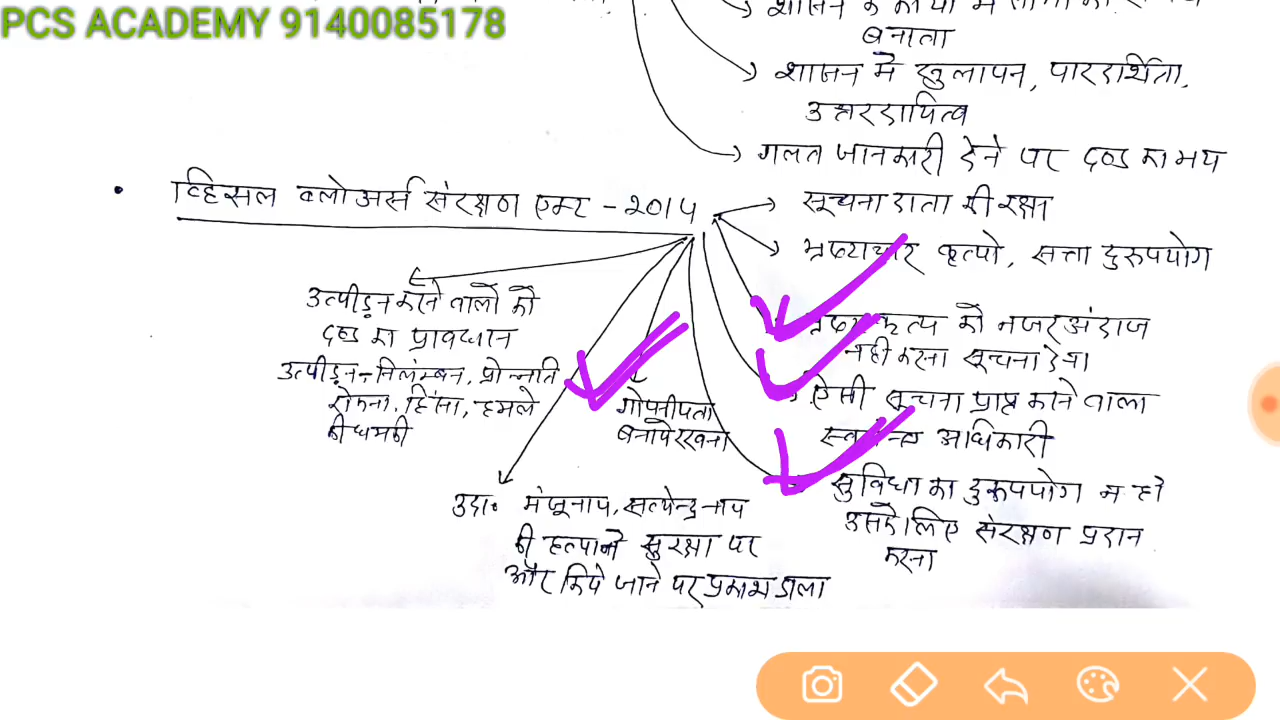 PCS ACADEMY 9140085178
बनाता
शासन में खुलापन, पारदर्शिता,
उत्तरदायित्व
गलत जानकारी देने पर दण्ड का भय
व्हिसल ब्लोअर्स संरक्षण एक्ट - 2014
सूचना दाता की रक्षा
भ्रष्टाचार कृत्यो, सत्ता दुरुपयोग
भ्रष्ट कृत्य को नजर अंदाज
नही करना सूचना देना
ऐसी सूचना प्राप्त करने वाला
स्वतन्त्र अधिकारी
सुविधा का दुरूपयोग न हो
उसके लिए संरक्षण प्रदान
करना
उत्पीड़न करने वालों को
दण्ड का प्रावधान
उत्पीड़न - निलंम्बन, प्रोन्नति
रोकना, हिंसा, हमले
की धमकी
गोपनीयता
बनाये रखना
उदा॰ मंजूनाथ, सत्येन्द्र नाथ
की हत्या ने सुरक्षा पर
और किये जाने पर प्रकाश डाला